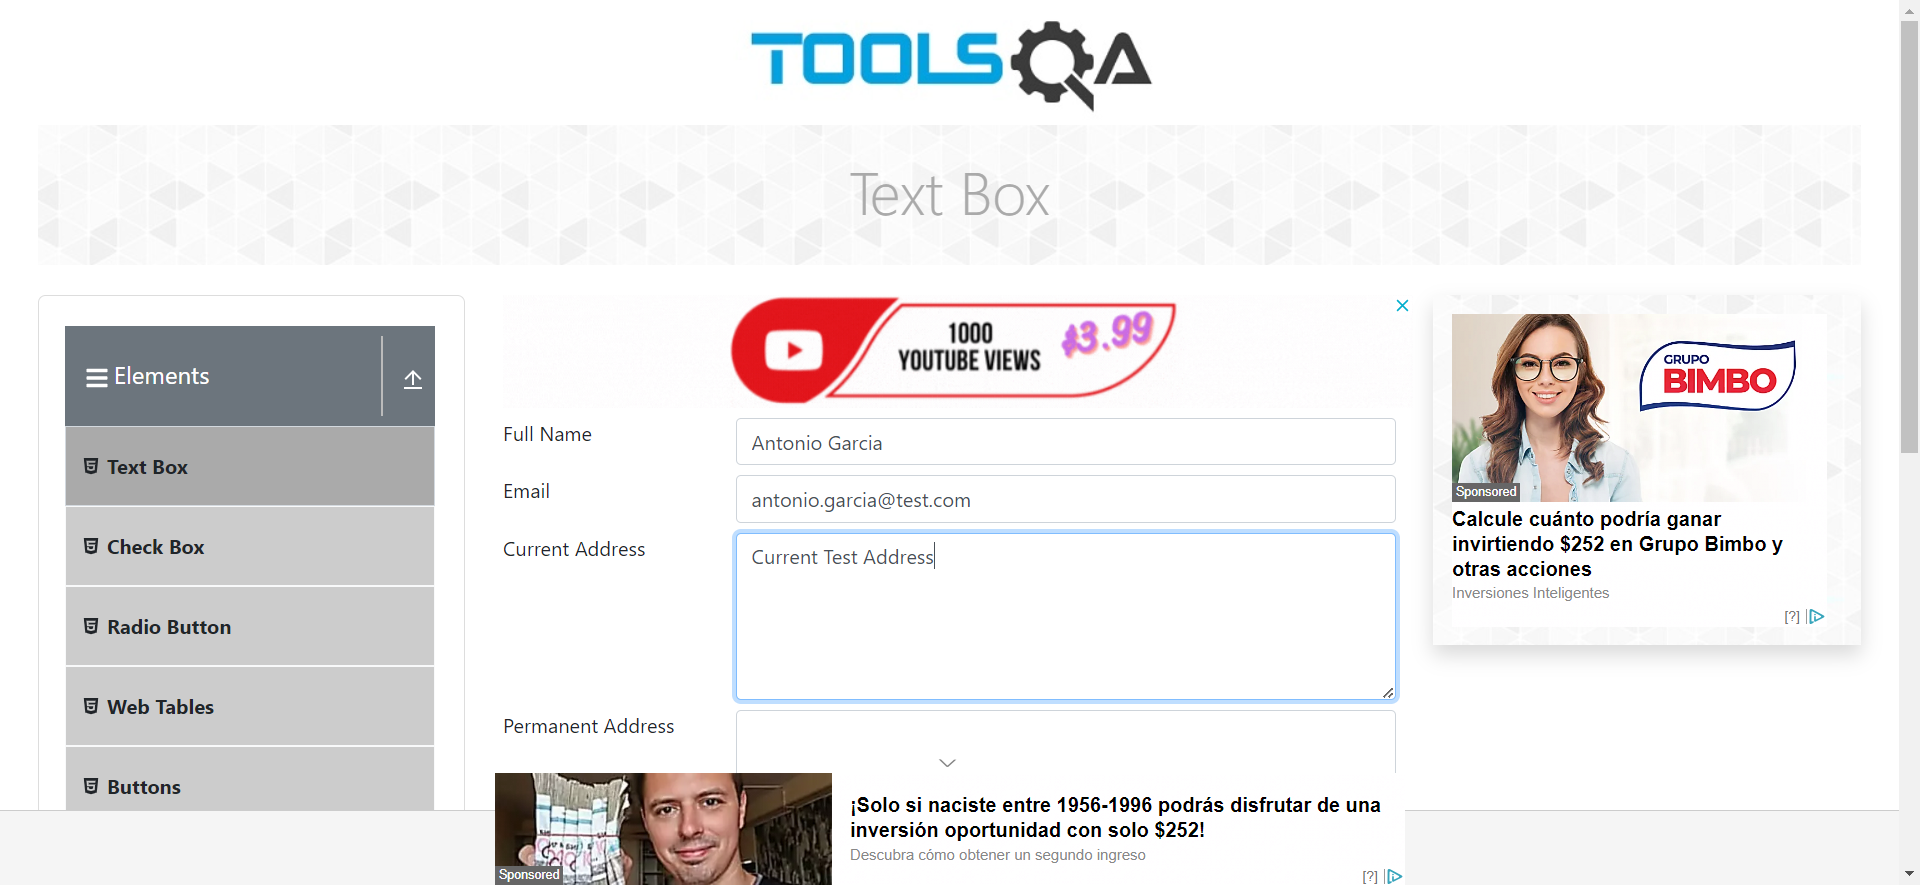 TOOLSQA
Text Box
Elements
Text Box
Check Box
Radio Button
Web Tables
Buttons
1000
YOUTUBE VIEWS
$3.99
Full Name
Antonio Garcia
Email
antonio.garcia@test.com
Current Address
Current Test Address
Permanent Address
GRUPO
BIMBO
Sponsored
Calcule cuánto podría ganar
invirtiendo $252 en Grupo Bimbo y
otras acciones
Inversiones Inteligentes
[?]
¡Solo si naciste entre 1956-1996 podrás disfrutar de una
inversión oportunidad con solo $252!
Descubra cómo obtener un segundo ingreso
Sponsored
[?]